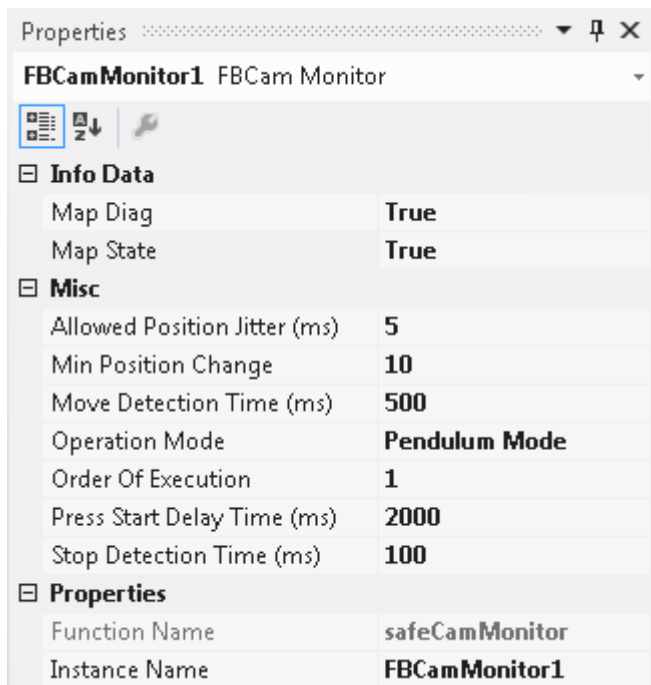 Properties
FBCamMonitor1 FBCam Monitor
Info Data
Map Diag True
Map State True
Misc
Allowed Position Jitter (ms) 5
Min Position Change 10
Move Detection Time (ms) 500
Operation Mode Pendulum Mode
Order Of Execution 1
Press Start Delay Time (ms) 2000
Stop Detection Time (ms) 100
Properties
Function Name safeCamMonitor
Instance Name FBCamMonitor1